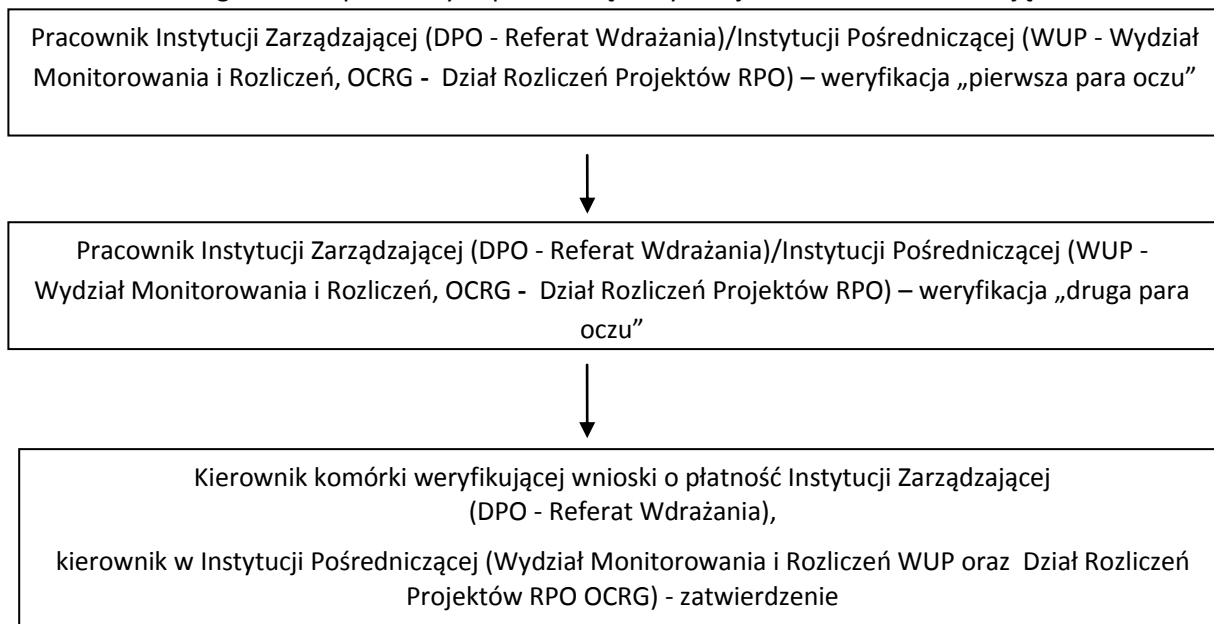 Pracownik Instytucji Zarządzającej (DPO - Referat Wdrażania)/Instytucji Pośredniczącej (WUP - Wydział
Monitorowania i Rozliczeń, OCRG - Dział Rozliczeń Projektów RPO) – weryfikacja „pierwsza para oczu”
Pracownik Instytucji Zarządzającej (DPO - Referat Wdrażania)/Instytucji Pośredniczącej (WUP -
Wydział Monitorowania i Rozliczeń, OCRG - Dział Rozliczeń Projektów RPO) – weryfikacja „druga para
oczu”
Kierownik komórki weryfikującej wnioski o płatność Instytucji Zarządzającej
(DPO - Referat Wdrażania),
kierownik w Instytucji Pośredniczącej (Wydział Monitorowania i Rozliczeń WUP oraz Dział Rozliczeń
Projektów RPO OCRG) - zatwierdzenie